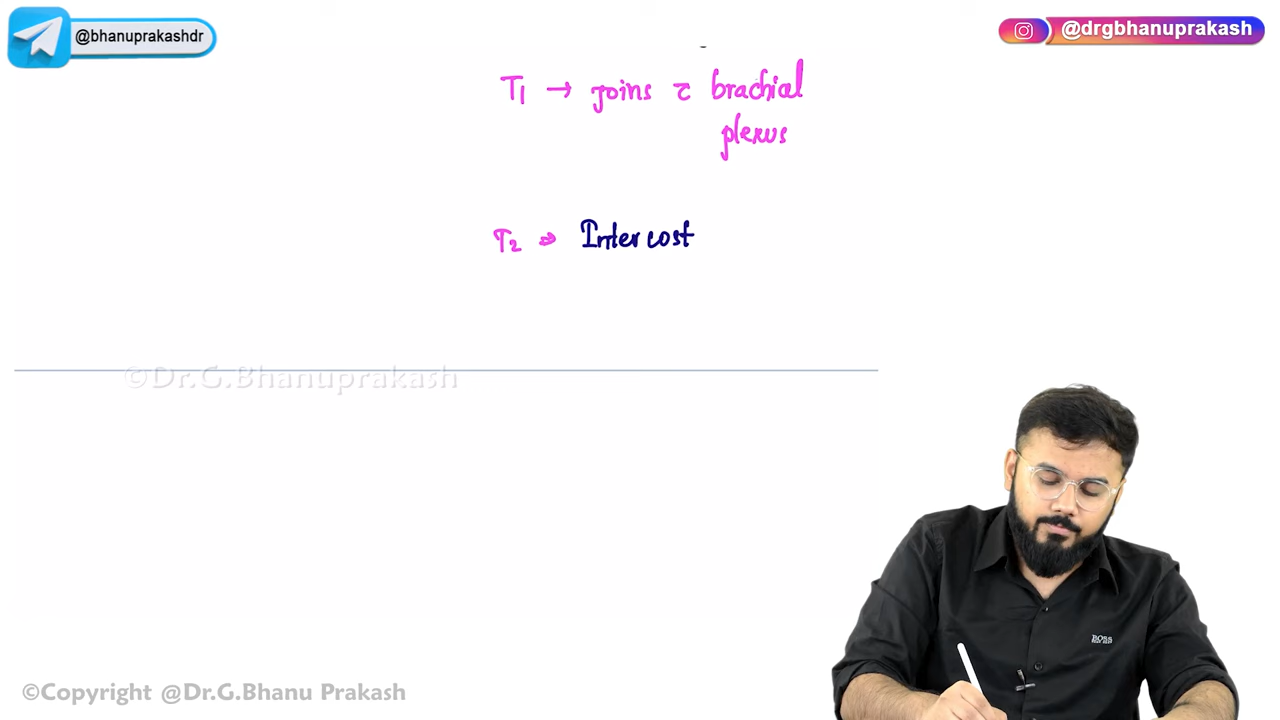 @bhanuprakashdr
@drgbhanuprakash
T1 → joins c̄ brachial
plexus
T2 ⇒ Intercost
©Dr.G.Bhanuprakash
BOSS
©Copyright @Dr.G.Bhanu Prakash